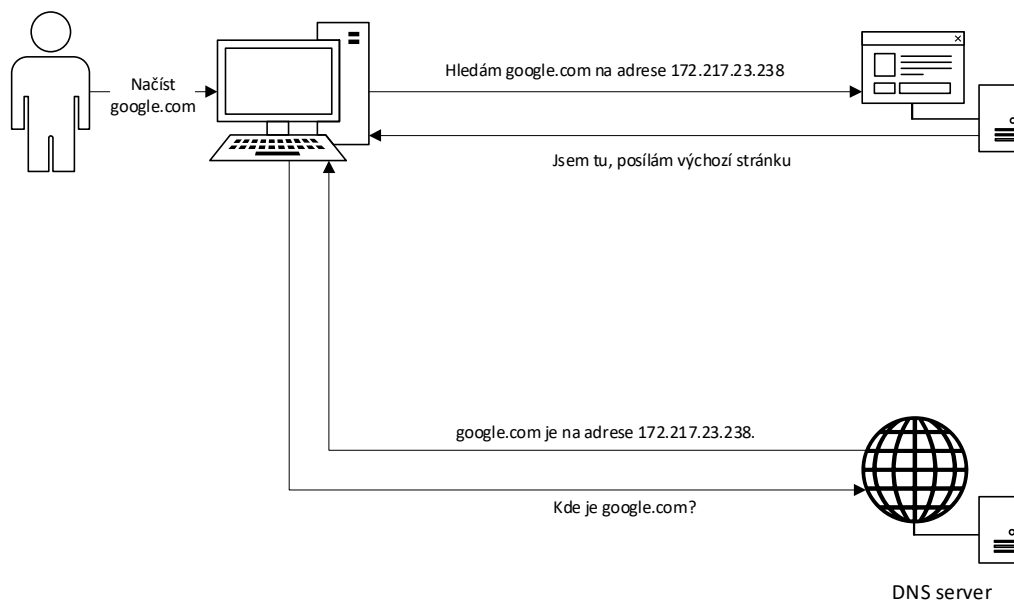 Načíst
google.com
Hledám google.com na adrese 172.217.23.238
Jsem tu, posílám výchozí stránku
google.com je na adrese 172.217.23.238.
Kde je google.com?
DNS server